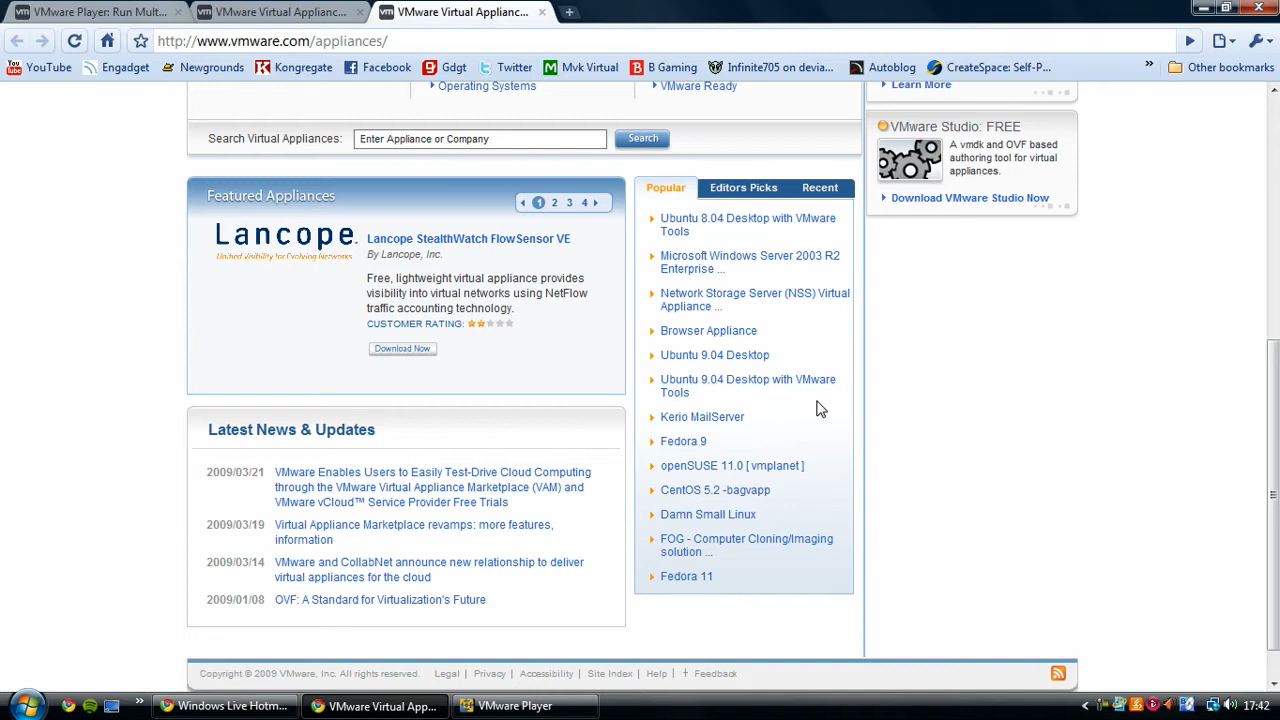 VMware Player: Run Mult...
VMware Virtual Applianc...
VMware Virtual Applianc...
http://www.vmware.com/appliances/
YouTube
Engadget
Newgrounds
Kongregate
Facebook
Gdgt
Twitter
Mvk Virtual
B Gaming
Infinite705 on devia...
Autoblog
CreateSpace: Self-P...
Other bookmarks
Operating Systems
VMware Ready
Learn More
Search Virtual Appliances:
Enter Appliance or Company
Search
VMware Studio: FREE
A vmdk and OVF based
authoring tool for virtual
appliances.
Download VMware Studio Now
Featured Appliances
1 2 3 4
Lancope
United Visibility for Evolving Networks
Lancope StealthWatch FlowSensor VE
By Lancope, Inc.
Free, lightweight virtual appliance provides
visibility into virtual networks using NetFlow
traffic accounting technology.
CUSTOMER RATING:
Download Now
Popular
Editors Picks
Recent
Ubuntu 8.04 Desktop with VMware
Tools
Microsoft Windows Server 2003 R2
Enterprise ...
Network Storage Server (NSS) Virtual
Appliance ...
Browser Appliance
Ubuntu 9.04 Desktop
Ubuntu 9.04 Desktop with VMware
Tools
Kerio MailServer
Fedora 9
openSUSE 11.0 [ vmplanet ]
CentOS 5.2 -bagvapp
Damn Small Linux
FOG - Computer Cloning/Imaging
solution ...
Fedora 11
Latest News & Updates
2009/03/21 VMware Enables Users to Easily Test-Drive Cloud Computing
through the VMware Virtual Appliance Marketplace (VAM) and
VMware vCloud™ Service Provider Free Trials
2009/03/19 Virtual Appliance Marketplace revamps: more features,
information
2009/03/14 VMware and CollabNet announce new relationship to deliver
virtual appliances for the cloud
2009/01/08 OVF: A Standard for Virtualization's Future
Copyright © 2009 VMware, Inc. All rights reserved.
Legal
Privacy
Accessibility
Site Index
Help
Feedback
Windows Live Hotm...
VMware Virtual App...
VMware Player
17:42